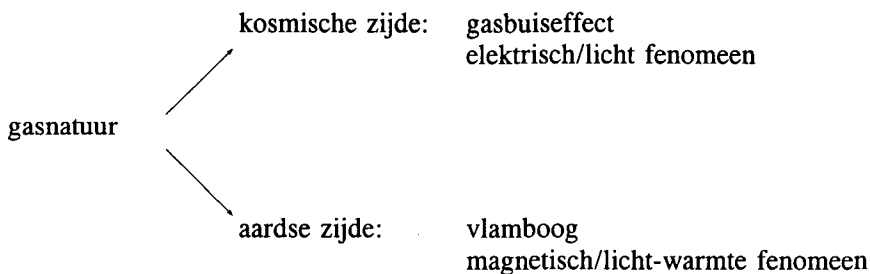 kosmische zijde: gasbuiseffect
elektrisch/licht fenomeen
gasnatuur
aardse zijde: vlamboog
magnetisch/licht-warmte fenomeen